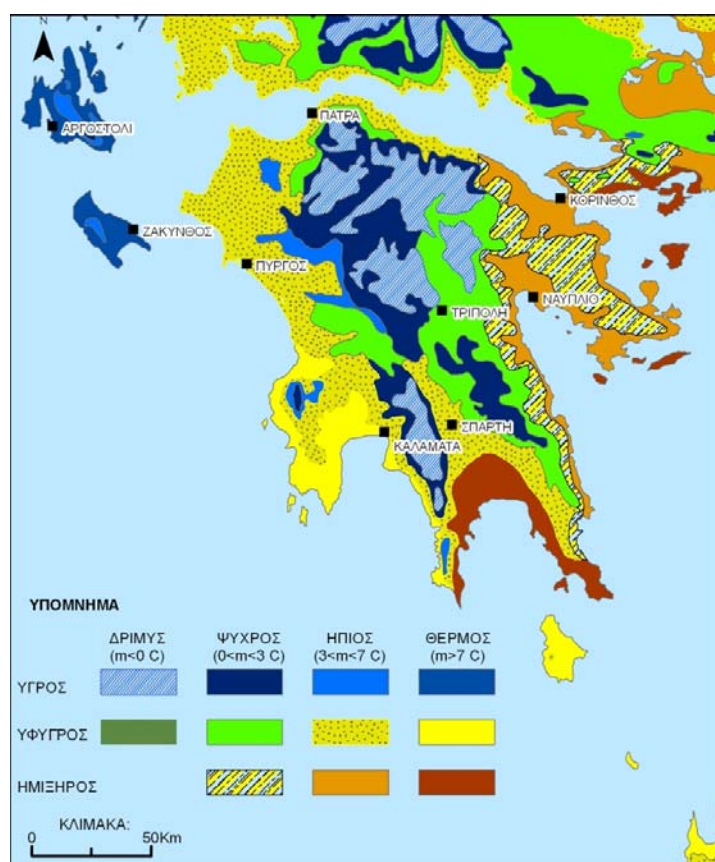 N
ΠΑΤΡΑ
ΑΡΓΟΣΤΟΛΙ
ΚΟΡΙΝΘΟΣ
ΖΑΚΥΝΘΟΣ
ΠΥΡΓΟΣ
ΝΑΥΠΛΙΟ
ΤΡΙΠΟΛΗ
ΣΠΑΡΤΗ
ΚΑΛΑΜΑΤΑ
ΥΠΟΜΝΗΜΑ
ΔΡΙΜΥΣ ΨΥΧΡΟΣ ΗΠΙΟΣ ΘΕΡΜΟΣ
(m<0 C) (0<m<3 C) (3<m<7 C) (m>7 C)
ΥΓΡΟΣ
ΥΦΥΓΡΟΣ
ΗΜΙΞΗΡΟΣ
ΚΛΙΜΑΚΑ:
0 50Km